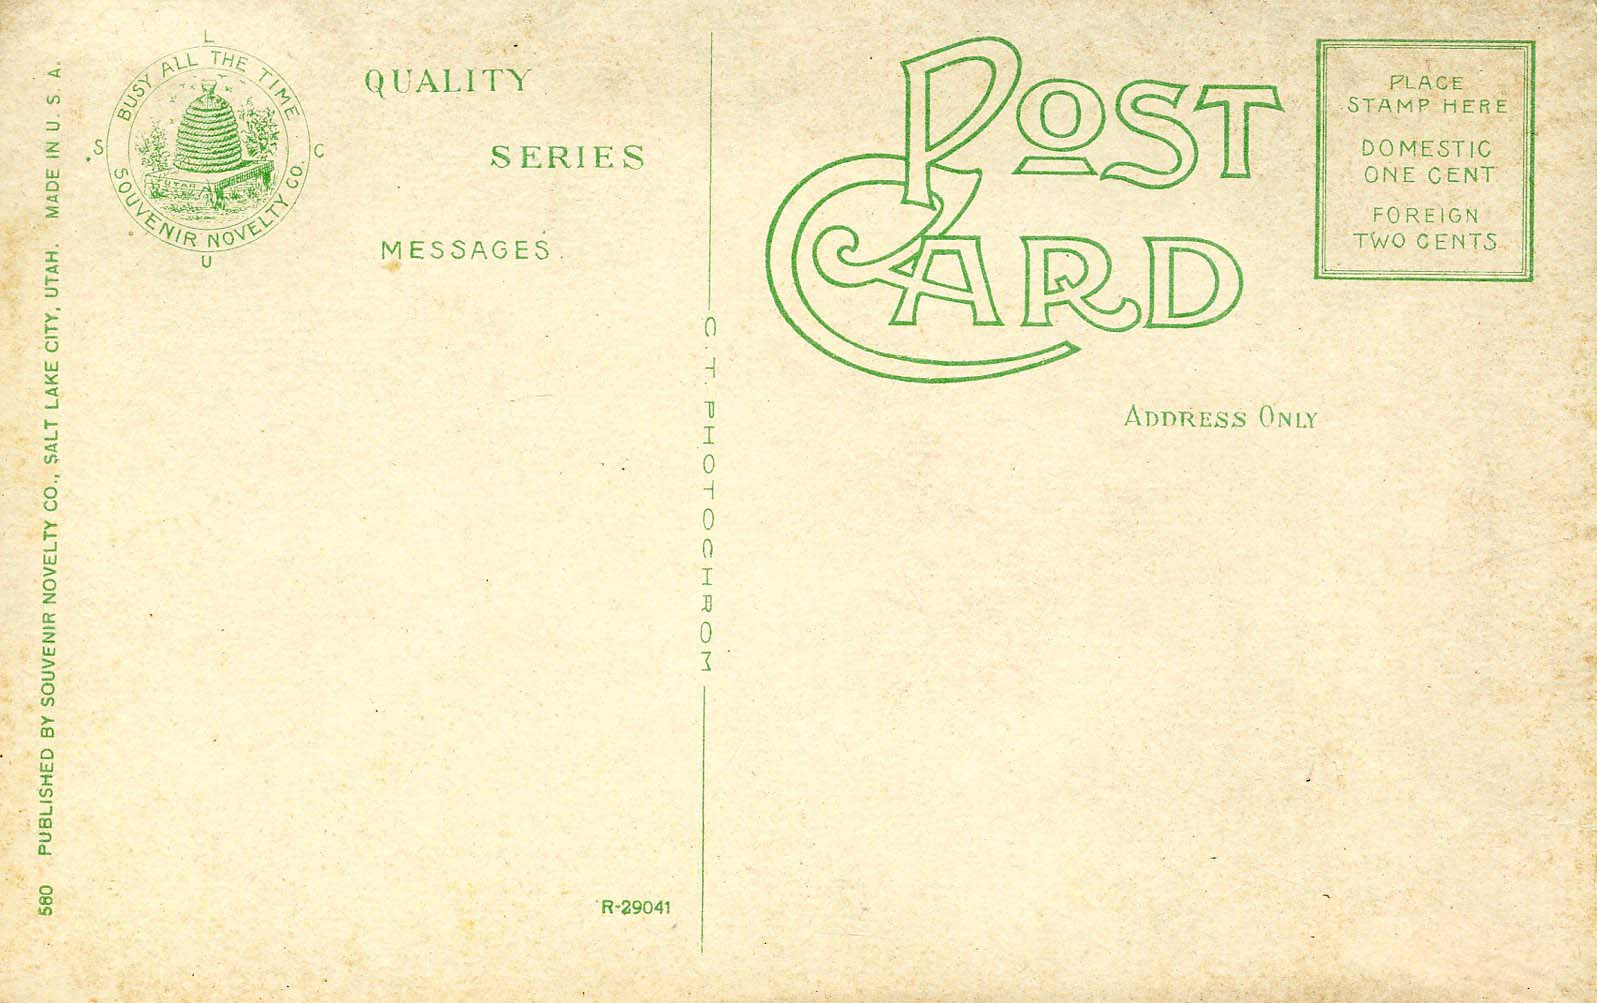 580 PUBLISHED BY SOUVENIR NOVELTY CO., SALT LAKE CITY, UTAH. MADE IN U. S. A.
L
BUSY ALL THE TIME
S C
SOUVENIR NOVELTY CO.
U
QUALITY
SERIES
MESSAGES
C. T. PHOTOCHROM
R-29041
POST
CARD
ADDRESS ONLY
PLACE
STAMP HERE
DOMESTIC
ONE CENT
FOREIGN
TWO CENTS